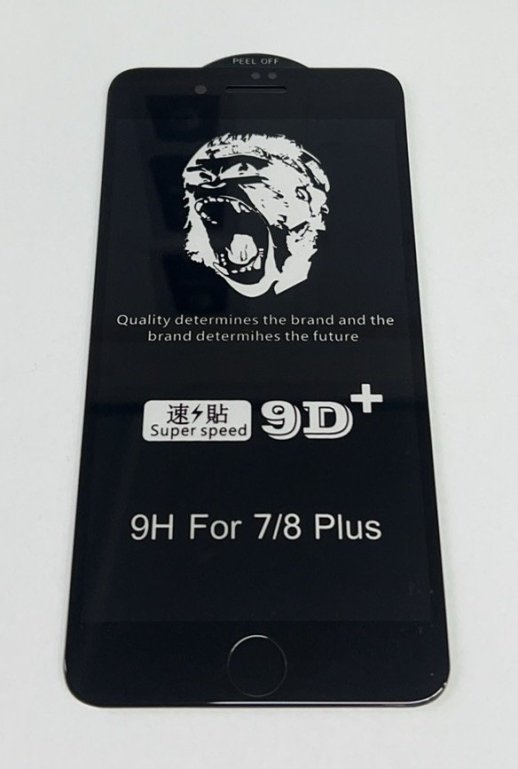 PEEL OFF
Quality determines the brand and the
brand determihes the future
速⚡貼
Super speed
9D+
9H For 7/8 Plus